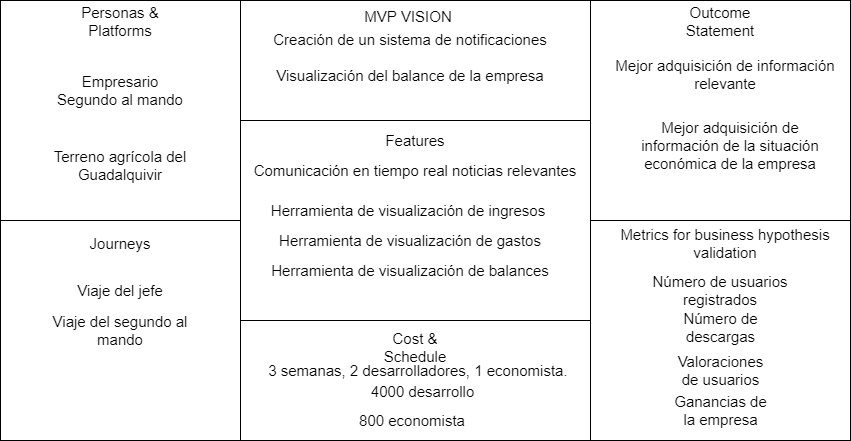 Personas &
Platforms
Empresario
Segundo al mando
Terreno agrícola del
Guadalquivir
MVP VISION
Creación de un sistema de notificaciones
Visualización del balance de la empresa
Outcome
Statement
Mejor adquisición de información
relevante
Mejor adquisición de
información de la situación
económica de la empresa
Features
Comunicación en tiempo real noticias relevantes
Herramienta de visualización de ingresos
Herramienta de visualización de gastos
Herramienta de visualización de balances
Journeys
Viaje del jefe
Viaje del segundo al
mando
Cost &
Schedule
3 semanas, 2 desarrolladores, 1 economista.
4000 desarrollo
800 economista
Metrics for business hypothesis
validation
Número de usuarios
registrados
Número de
descargas
Valoraciones
de usuarios
Ganancias de
la empresa